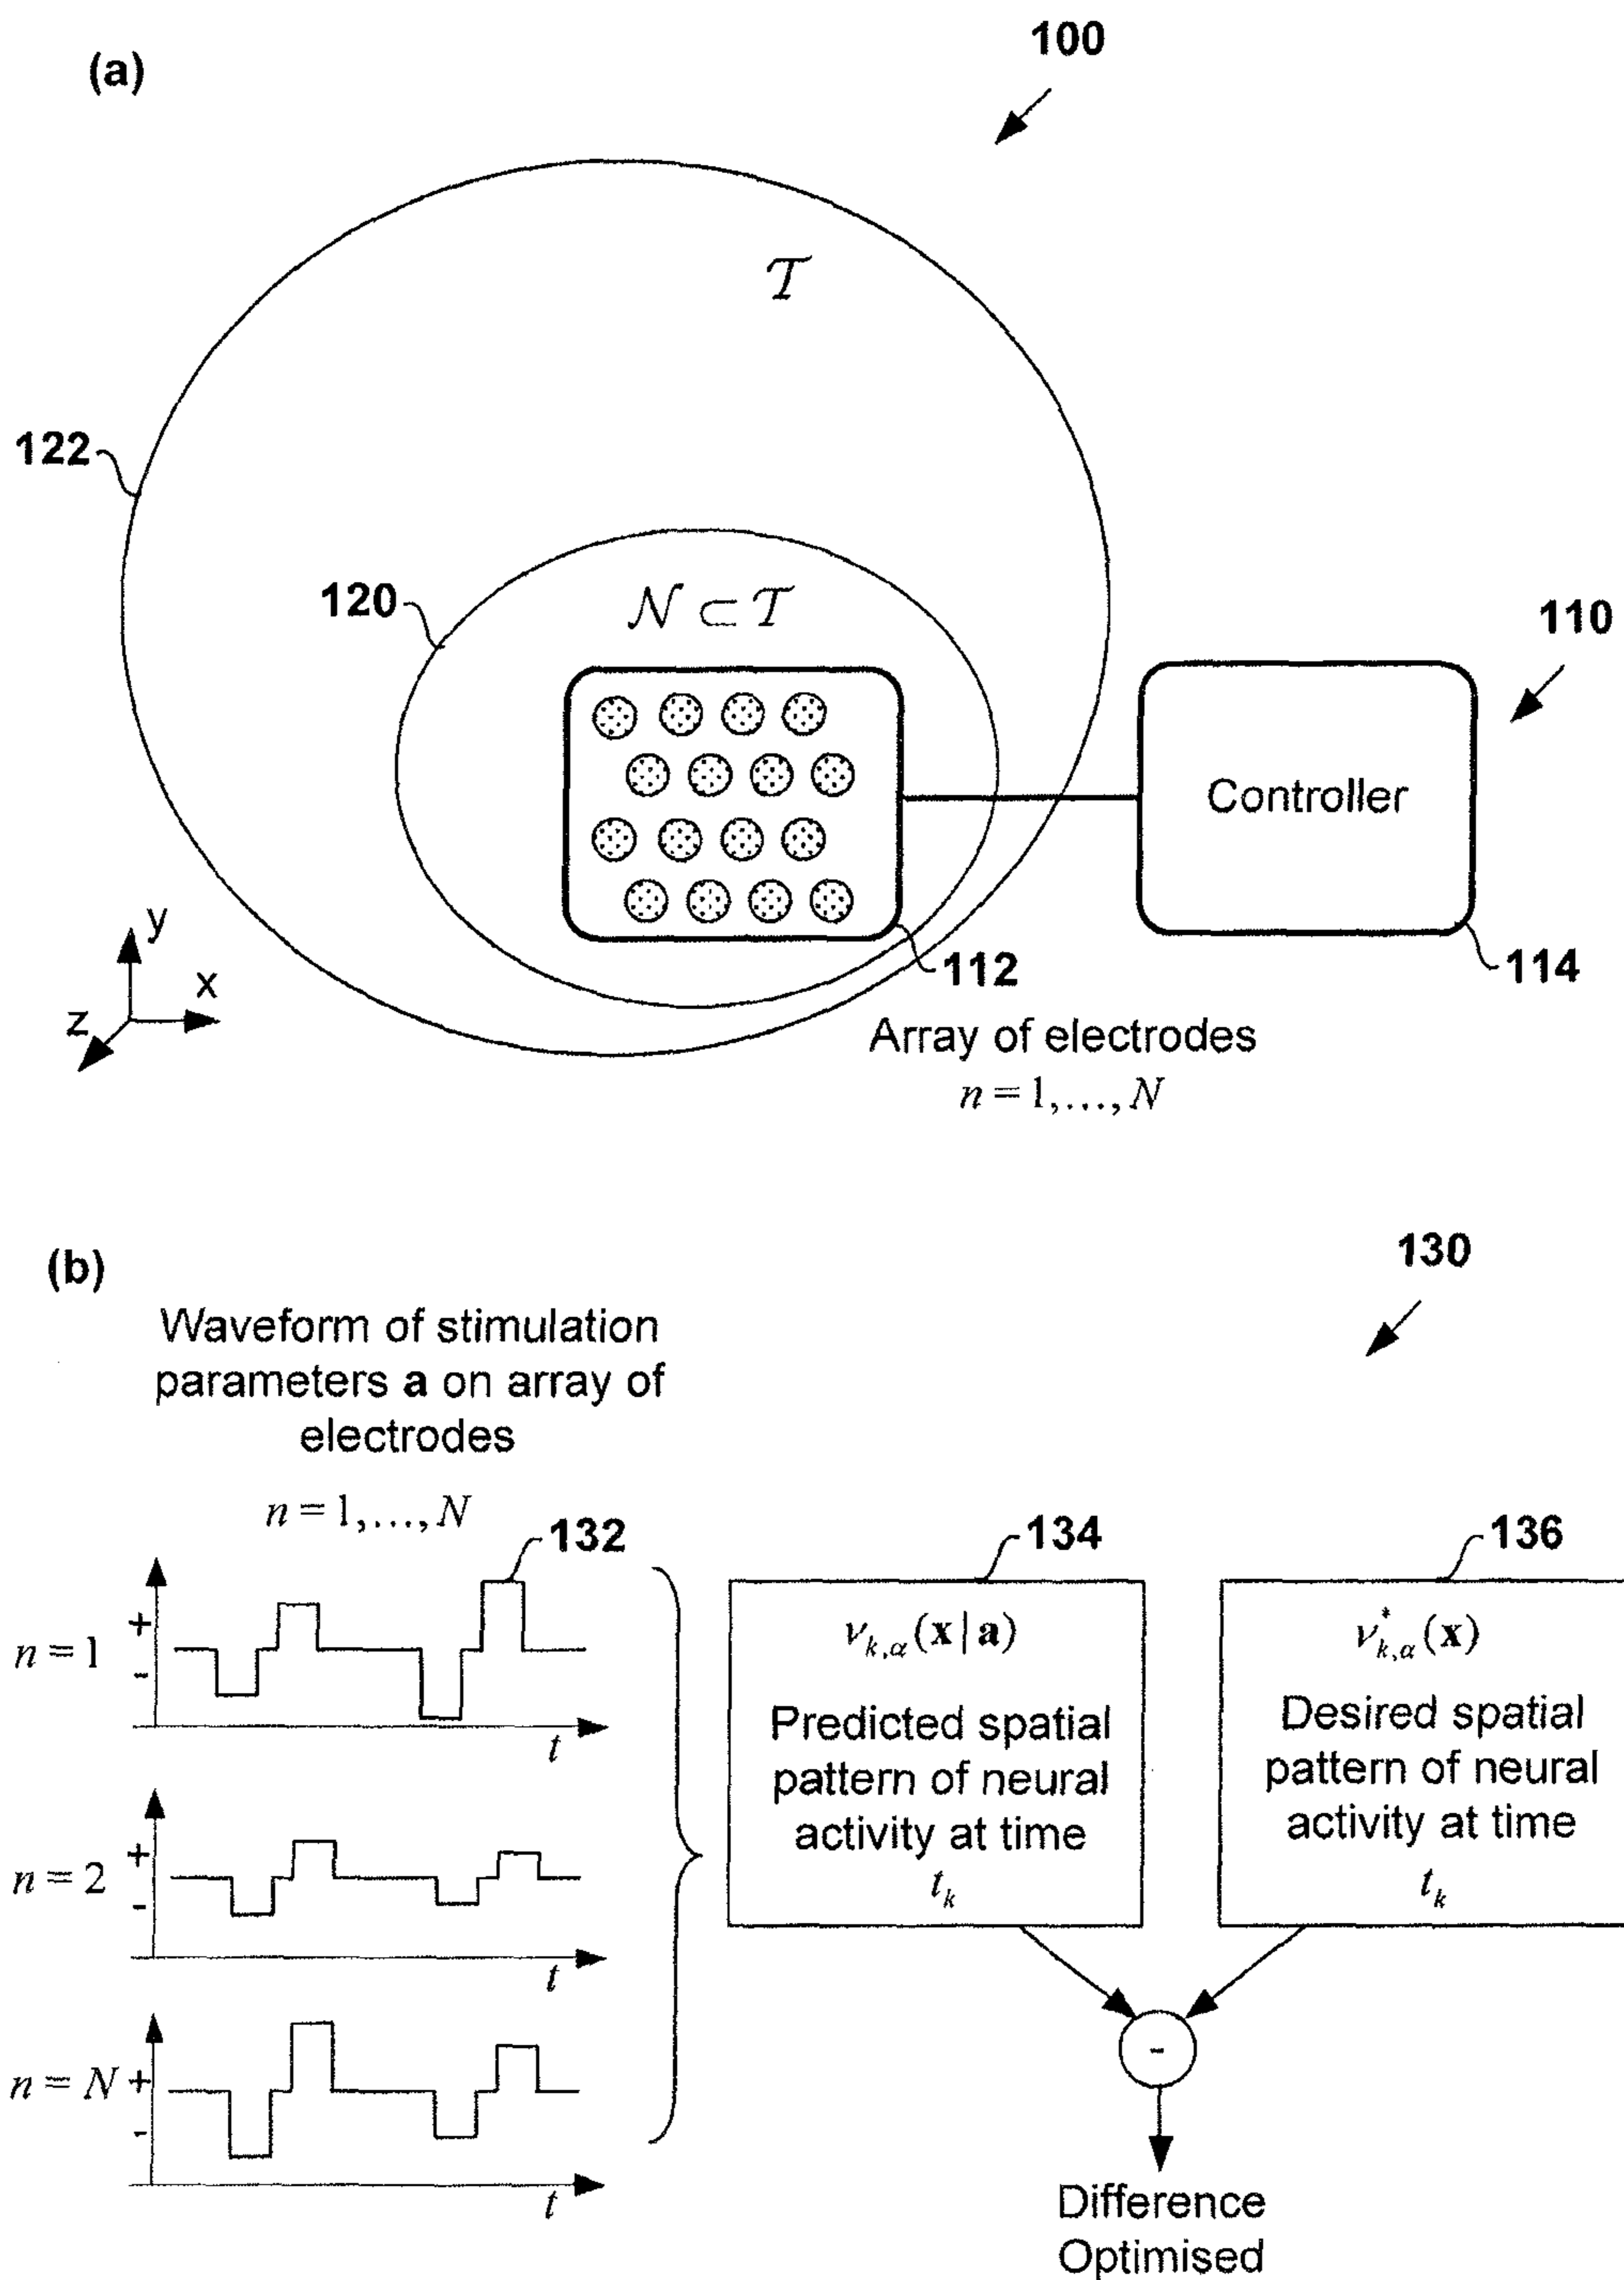 (a)
100
𝒯
122
120
𝒩 ⊂ 𝒯
110
Controller
112
114
y
x
z
Array of electrodes
n = 1,…, N
(b)
130
Waveform of stimulation
parameters a on array of
electrodes
n = 1,…, N
132
n = 1
+
-
t
n = 2
+
-
t
n = N
+
-
t
134
ν_{k,α}(x | a)
Predicted spatial
pattern of neural
activity at time
t_k
136
ν*_{k,α}(x)
Desired spatial
pattern of neural
activity at time
t_k
-
Difference
Optimised